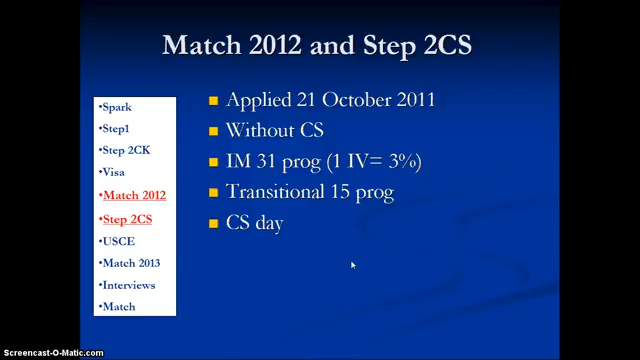 Match 2012 and Step 2CS
•Spark
•Step1
•Step 2CK
•Visa
•Match 2012
•Step 2CS
•USCE
•Match 2013
•Interviews
•Match
Applied 21 October 2011
Without CS
IM 31 prog (1 IV= 3%)
Transitional 15 prog
CS day
Screencast-O-Matic.com